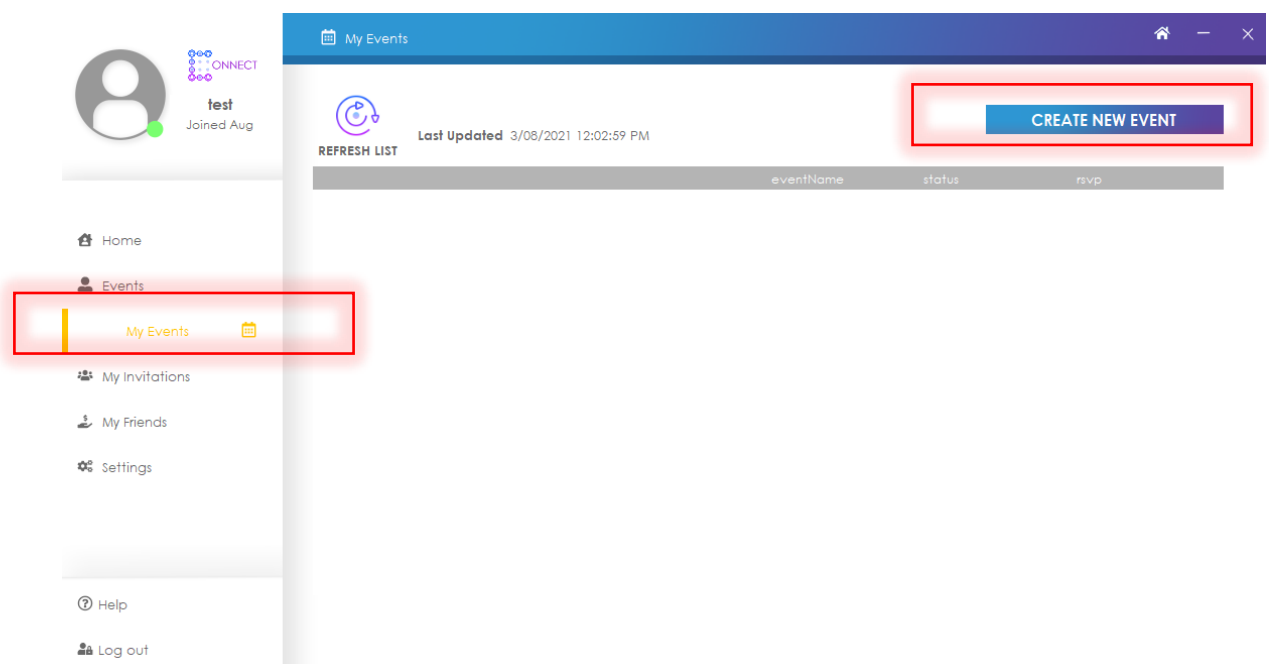 ONNECT
test
Joined Aug
Home
Events
My Events
My Invitations
My Friends
Settings
Help
Log out
My Events
REFRESH LIST
Last Updated 3/08/2021 12:02:59 PM
CREATE NEW EVENT
eventName status rsvp